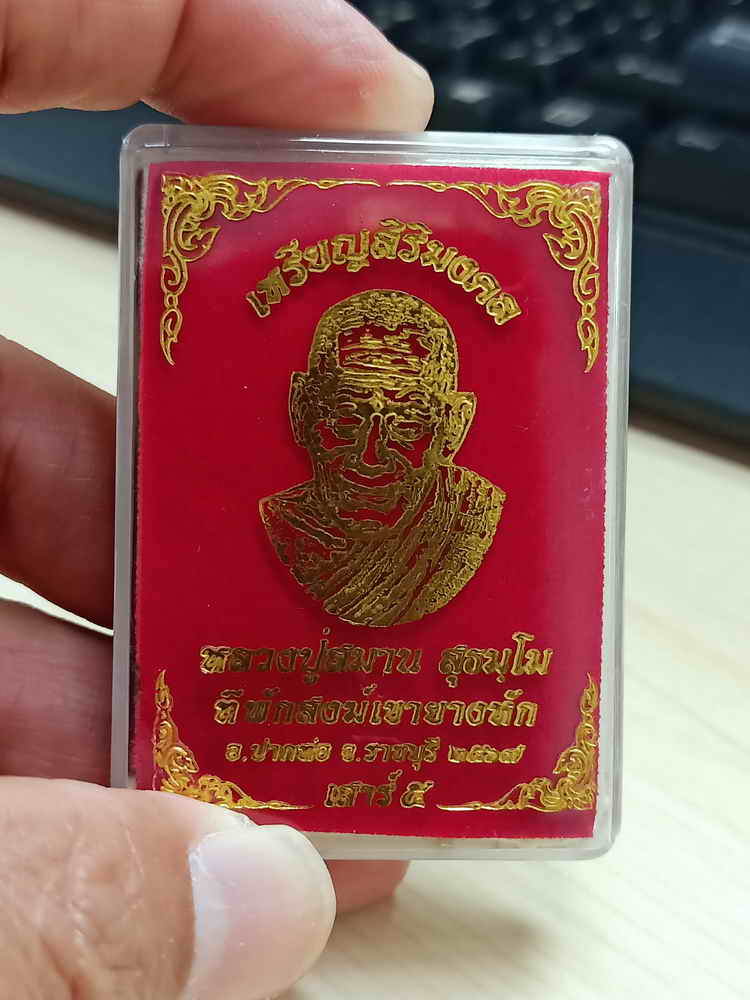 เหรียญสิริมงคล
หลวงปู่สมาน สุธมฺโม
ที่พักสงฆ์เขายางหัก
อ.ปากท่อ จ.ราชบุรี ๒๕๖๗
เสาร์ ๕